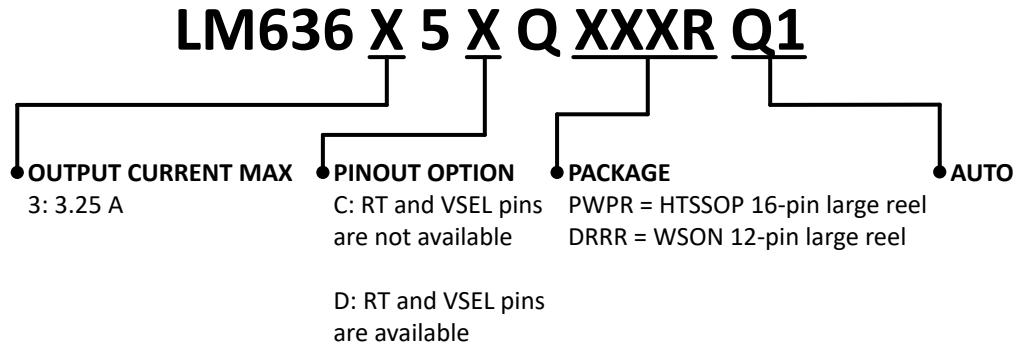 LM636 X 5 X Q XXXR Q1
OUTPUT CURRENT MAX
3: 3.25 A
PINOUT OPTION
C: RT and VSEL pins
are not available
D: RT and VSEL pins
are available
PACKAGE
PWPR = HTSSOP 16-pin large reel
DRRR = WSON 12-pin large reel
AUTO